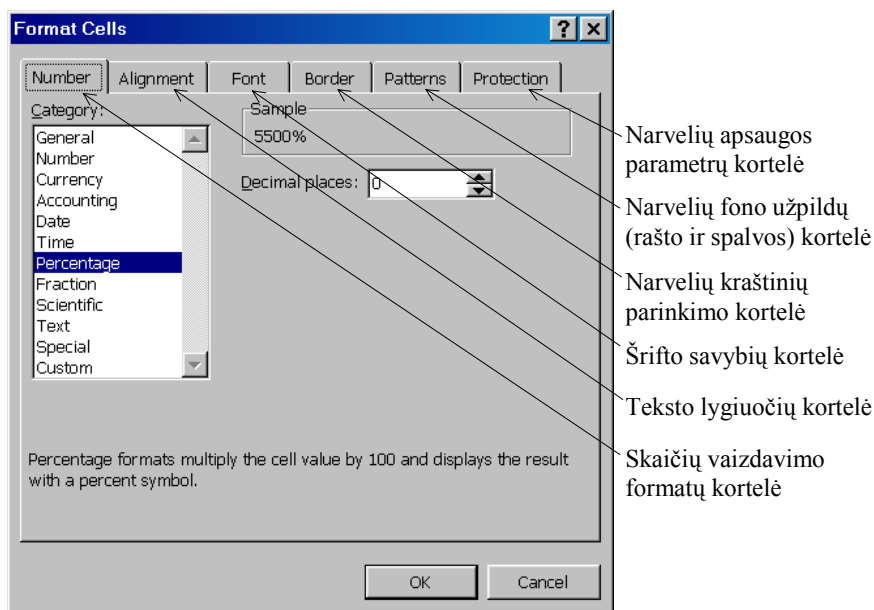 Format Cells
Number Alignment Font Border Patterns Protection
Category:
General
Number
Currency
Accounting
Date
Time
Percentage
Fraction
Scientific
Text
Special
Custom
Sample
5500%
Decimal places: 0
Percentage formats multiply the cell value by 100 and displays the result
with a percent symbol.
OK Cancel
Narvelių apsaugos
parametrų kortelė
Narvelių fono užpildų
(rašto ir spalvos) kortelė
Narvelių kraštinių
parinkimo kortelė
Šrifto savybių kortelė
Teksto lygiuočių kortelė
Skaičių vaizdavimo
formatų kortelė